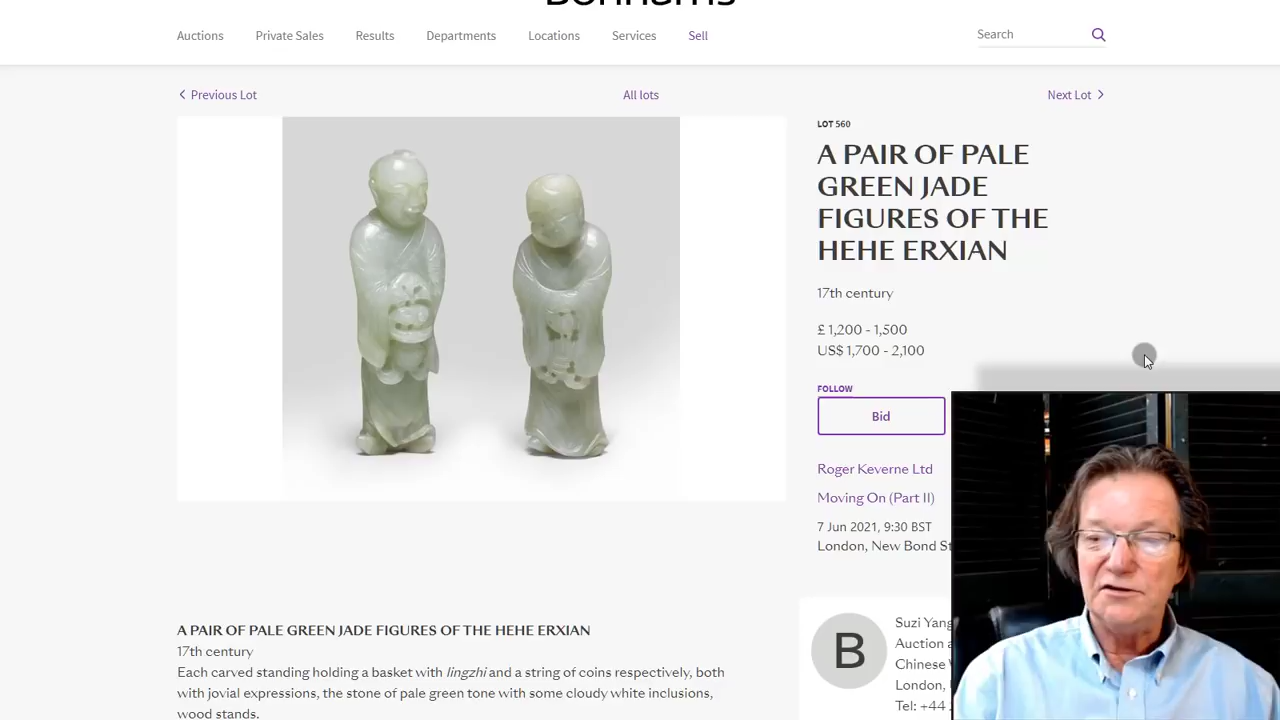 Bonhams
Auctions Private Sales Results Departments Locations Services Sell Search
Previous Lot All lots Next Lot
LOT 560
A PAIR OF PALE
GREEN JADE
FIGURES OF THE
HEHE ERXIAN
17th century
£ 1,200 - 1,500
US$ 1,700 - 2,100
FOLLOW
Bid
Roger Keverne Ltd
Moving On (Part II)
7 Jun 2021, 9:30 BST
London, New Bond St
A PAIR OF PALE GREEN JADE FIGURES OF THE HEHE ERXIAN
17th century
Each carved standing holding a basket with lingzhi and a string of coins respectively, both
with jovial expressions, the stone of pale green tone with some cloudy white inclusions,
wood stands.
B
Suzi Yang
Auction
Chinese
London,
Tel: +44